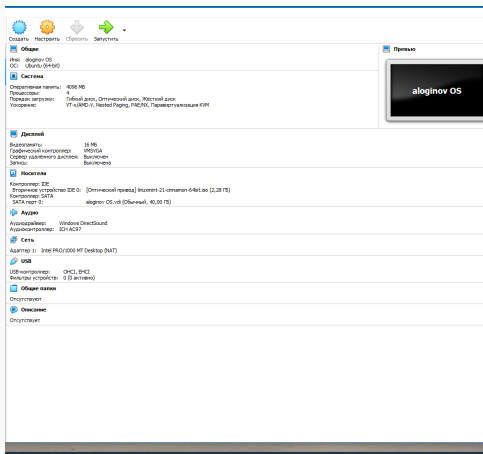 Создать Настроить Сбросить Запустить
Общие
Имя: aloginov OS
ОС: Ubuntu (64-bit)
Система
Оперативная память: 4096 МБ
Процессоры: 4
Порядок загрузки: Гибкий диск, Оптический диск, Жёсткий диск
Ускорение: VT-x/AMD-V, Nested Paging, PAE/NX, Паравиртуализация KVM
Превью
aloginov OS
Дисплей
Видеопамять: 16 МБ
Графический контроллер: VMSVGA
Сервер удалённого дисплея: Выключен
Запись: Выключена
Носители
Контроллер: IDE
Вторичное устройство IDE 0: [Оптический привод] linuxmint-21-cinnamon-64bit.iso (2,28 ГБ)
Контроллер: SATA
SATA порт 0: aloginov OS.vdi (Обычный, 40,00 ГБ)
Аудио
Аудиодрайвер: Windows DirectSound
Аудиоконтроллер: ICH AC97
Сеть
Адаптер 1: Intel PRO/1000 MT Desktop (NAT)
USB
USB-контроллер: OHCI, EHCI
Фильтры устройств: 0 (0 активно)
Общие папки
Отсутствуют
Описание
Отсутствует